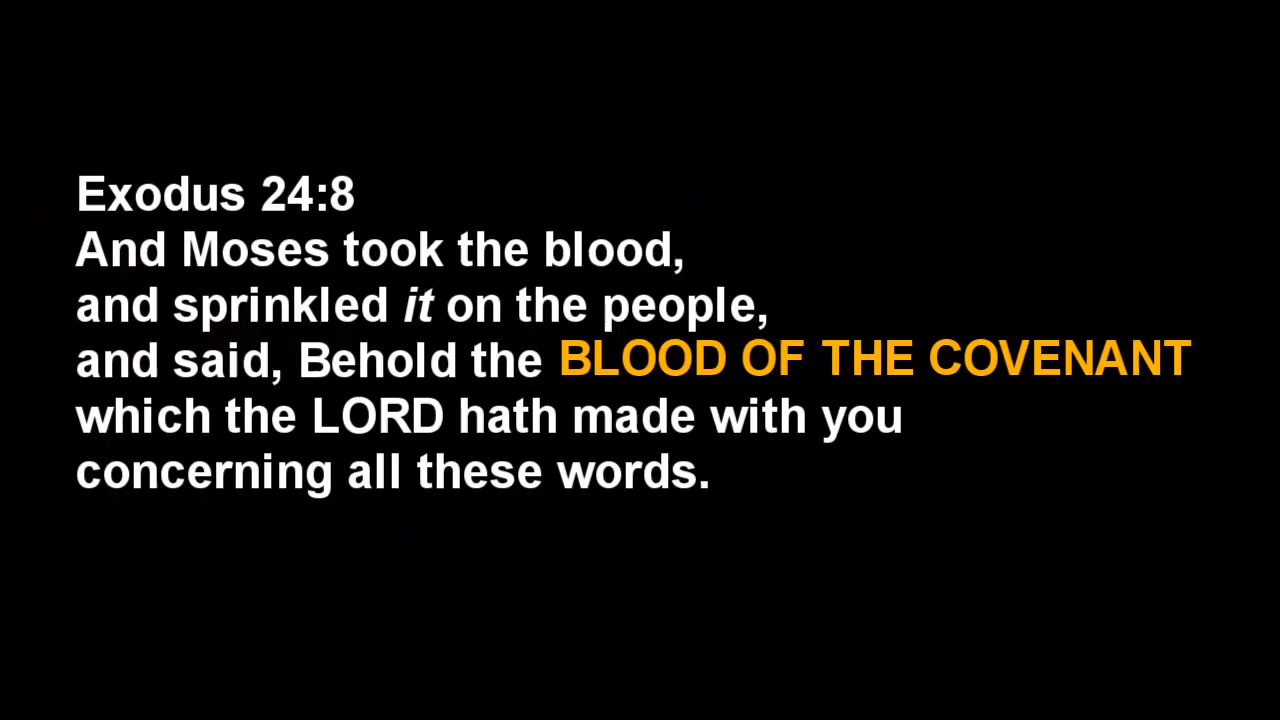 Exodus 24:8
And Moses took the blood,
and sprinkled it on the people,
and said, Behold the BLOOD OF THE COVENANT
which the LORD hath made with you
concerning all these words.